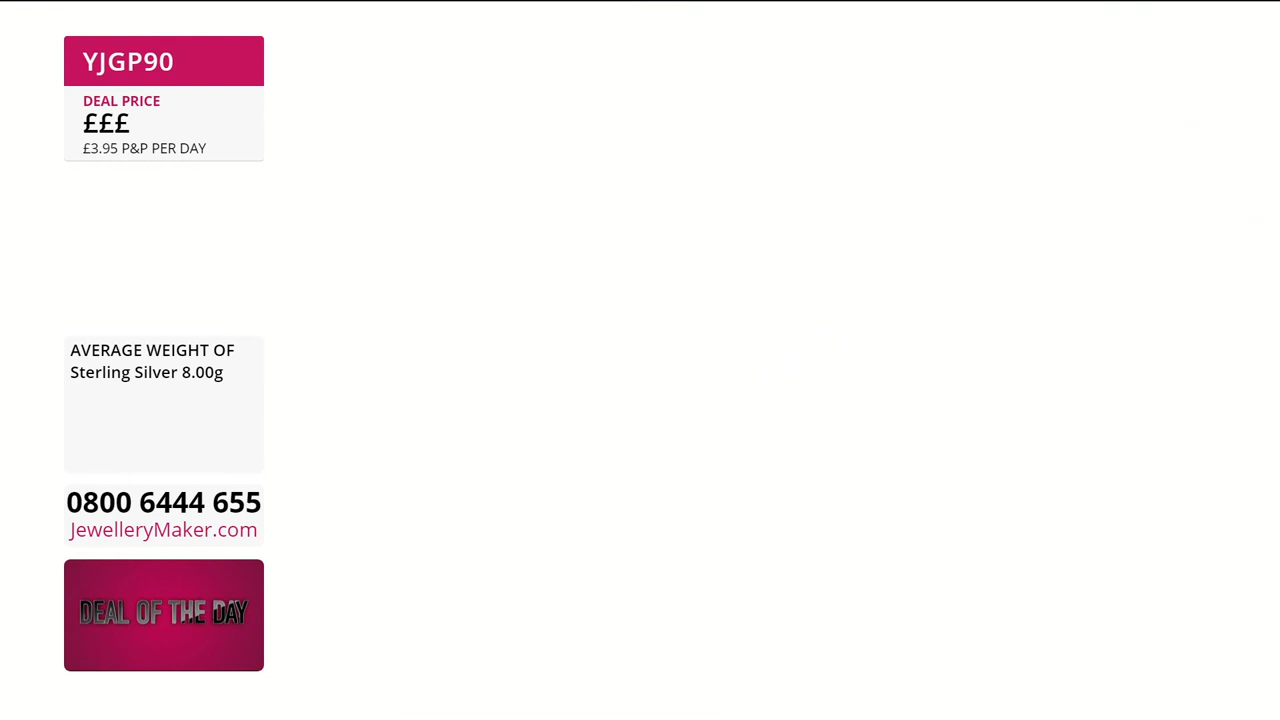 YJGP90
DEAL PRICE
£££
£3.95 P&P PER DAY
AVERAGE WEIGHT OF
Sterling Silver 8.00g
0800 6444 655
JewelleryMaker.com
DEAL OF THE DAY